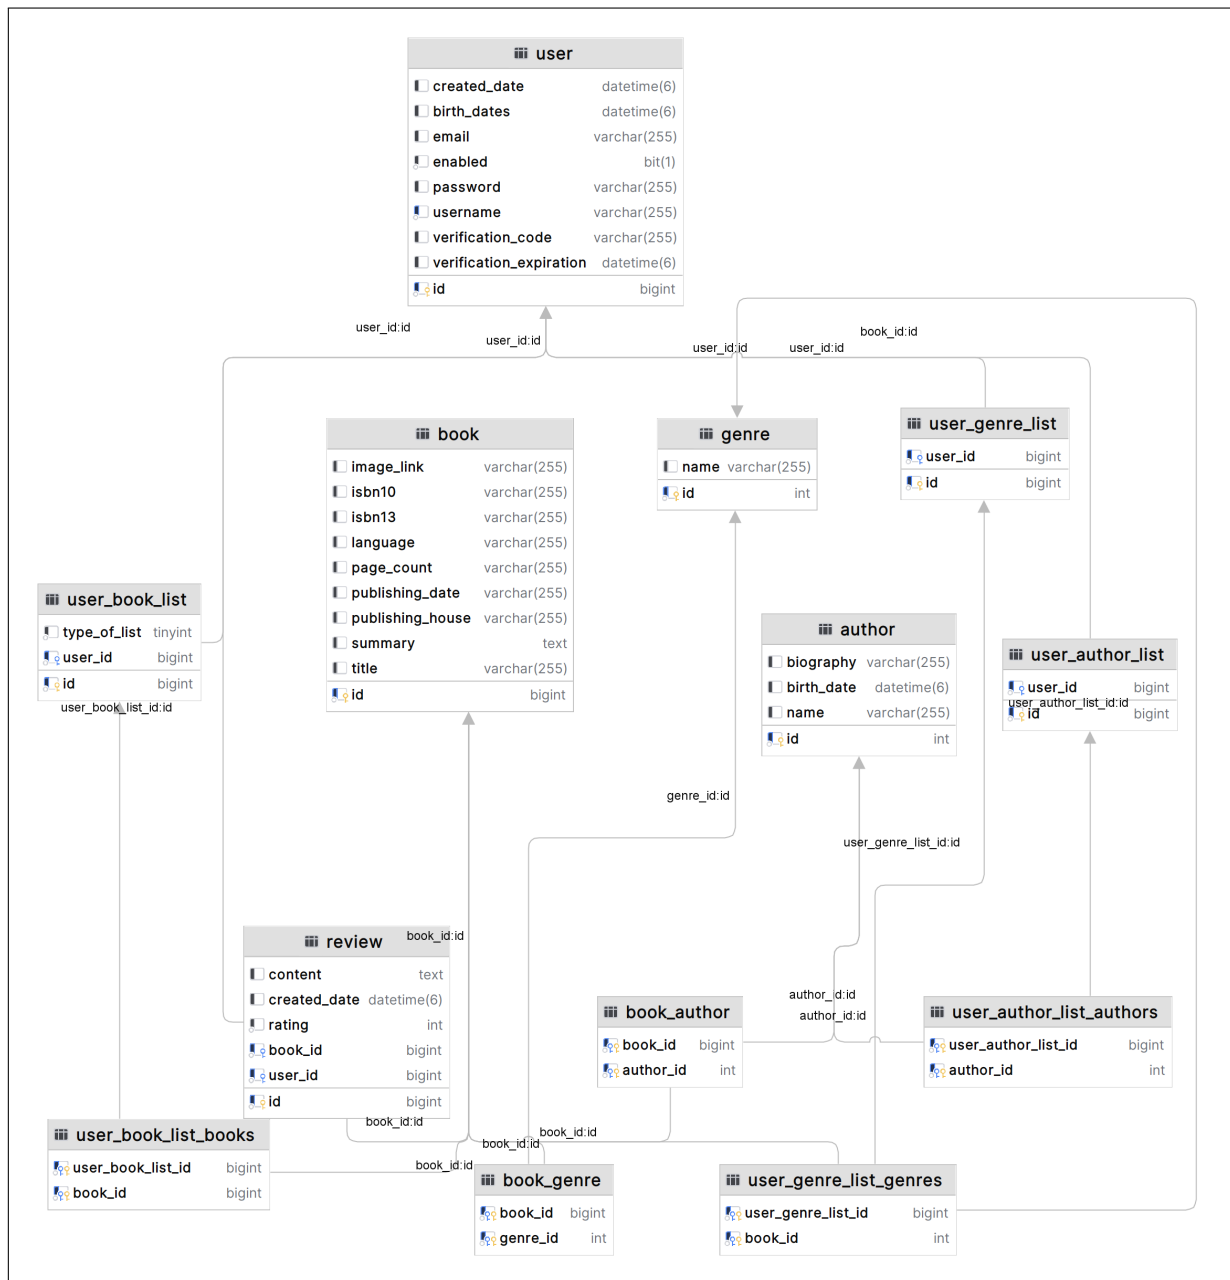 user
created_date datetime(6)
birth_dates datetime(6)
email varchar(255)
enabled bit(1)
password varchar(255)
username varchar(255)
verification_code varchar(255)
verification_expiration datetime(6)
id bigint
user_id:id
user_id:id
user_id:id
user_id:id
book_id:id
book
image_link varchar(255)
isbn10 varchar(255)
isbn13 varchar(255)
language varchar(255)
page_count varchar(255)
publishing_date varchar(255)
publishing_house varchar(255)
summary text
title varchar(255)
id bigint
genre
name varchar(255)
id int
user_genre_list
user_id bigint
id bigint
user_book_list
type_of_list tinyint
user_id bigint
id bigint
user_book_list_id:id
author
biography varchar(255)
birth_date datetime(6)
name varchar(255)
id int
user_author_list
user_id bigint
user_author_list_id:id
id bigint
genre_id:id
user_genre_list_id:id
review
content text
created_date datetime(6)
rating int
book_id bigint
user_id bigint
id bigint
book_id:id
author_id:id
author_id:id
book_author
book_id bigint
author_id int
user_author_list_authors
user_author_list_id bigint
author_id int
book_id:id
book_id:id
book_id:id
book_id:id
user_book_list_books
user_book_list_id bigint
book_id bigint
book_genre
book_id bigint
genre_id int
user_genre_list_genres
user_genre_list_id bigint
book_id int